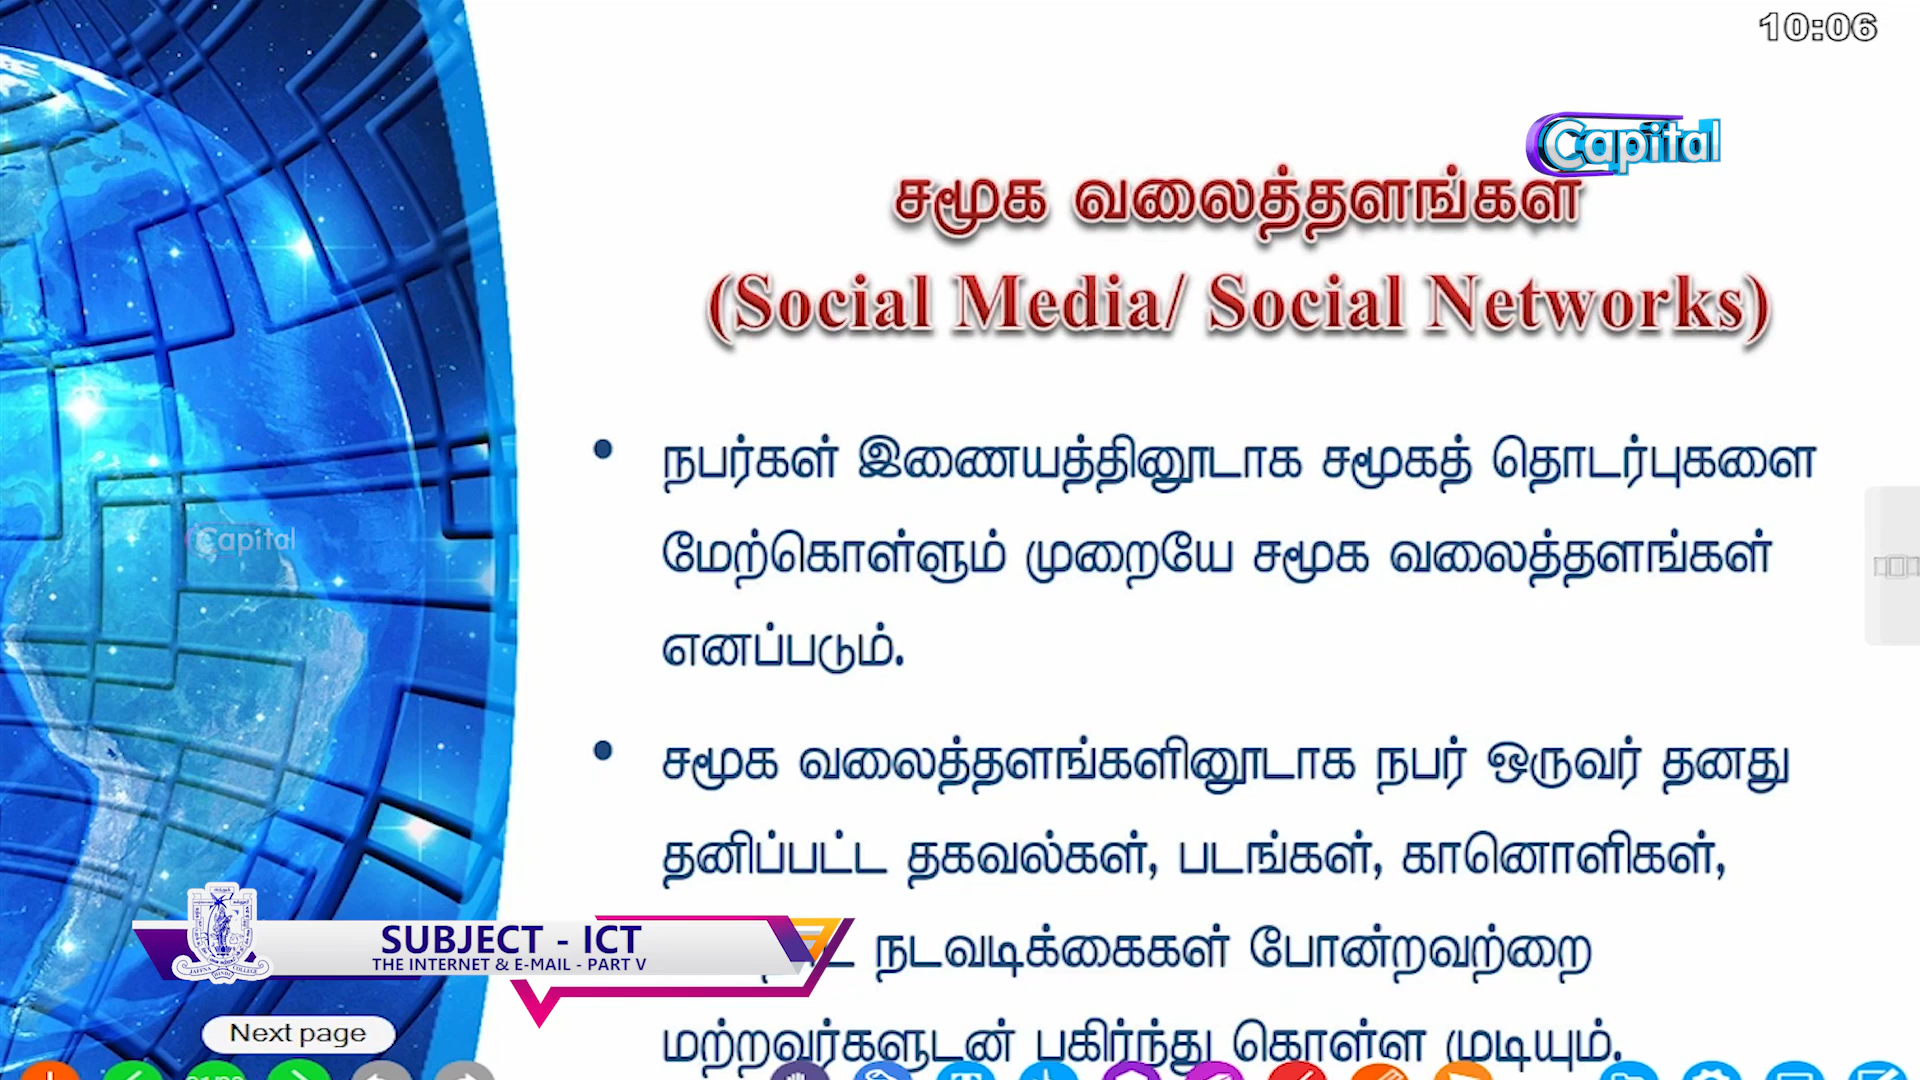 10:06
Capital
சமூக வலைத்தளங்கள்
(Social Media/ Social Networks)
• நபர்கள் இணையத்தினூடாக சமூகத் தொடர்புகளை
மேற்கொள்ளும் முறையே சமூக வலைத்தளங்கள்
எனப்படும்.
Capital
• சமூக வலைத்தளங்களினூடாக நபர் ஒருவர் தனது
தனிப்பட்ட தகவல்கள், படங்கள், கானொளிகள்,
நடவடிக்கைகள் போன்றவற்றை
மற்றவர்களுடன் பகிர்ந்து கொள்ள முடியும்.
SUBJECT - ICT
THE INTERNET & E-MAIL - PART V
JAFFNA HINDU COLLEGE
Next page